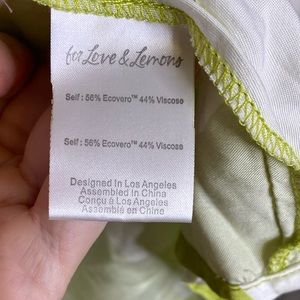 for Love & Lemons
Self : 56% Ecovero™ 44% Viscose
Self : 56% Ecovero™ 44% Viscose
Designed in Los Angeles
Assembled in China
Conçu à Los Angeles
Assemblé en Chine